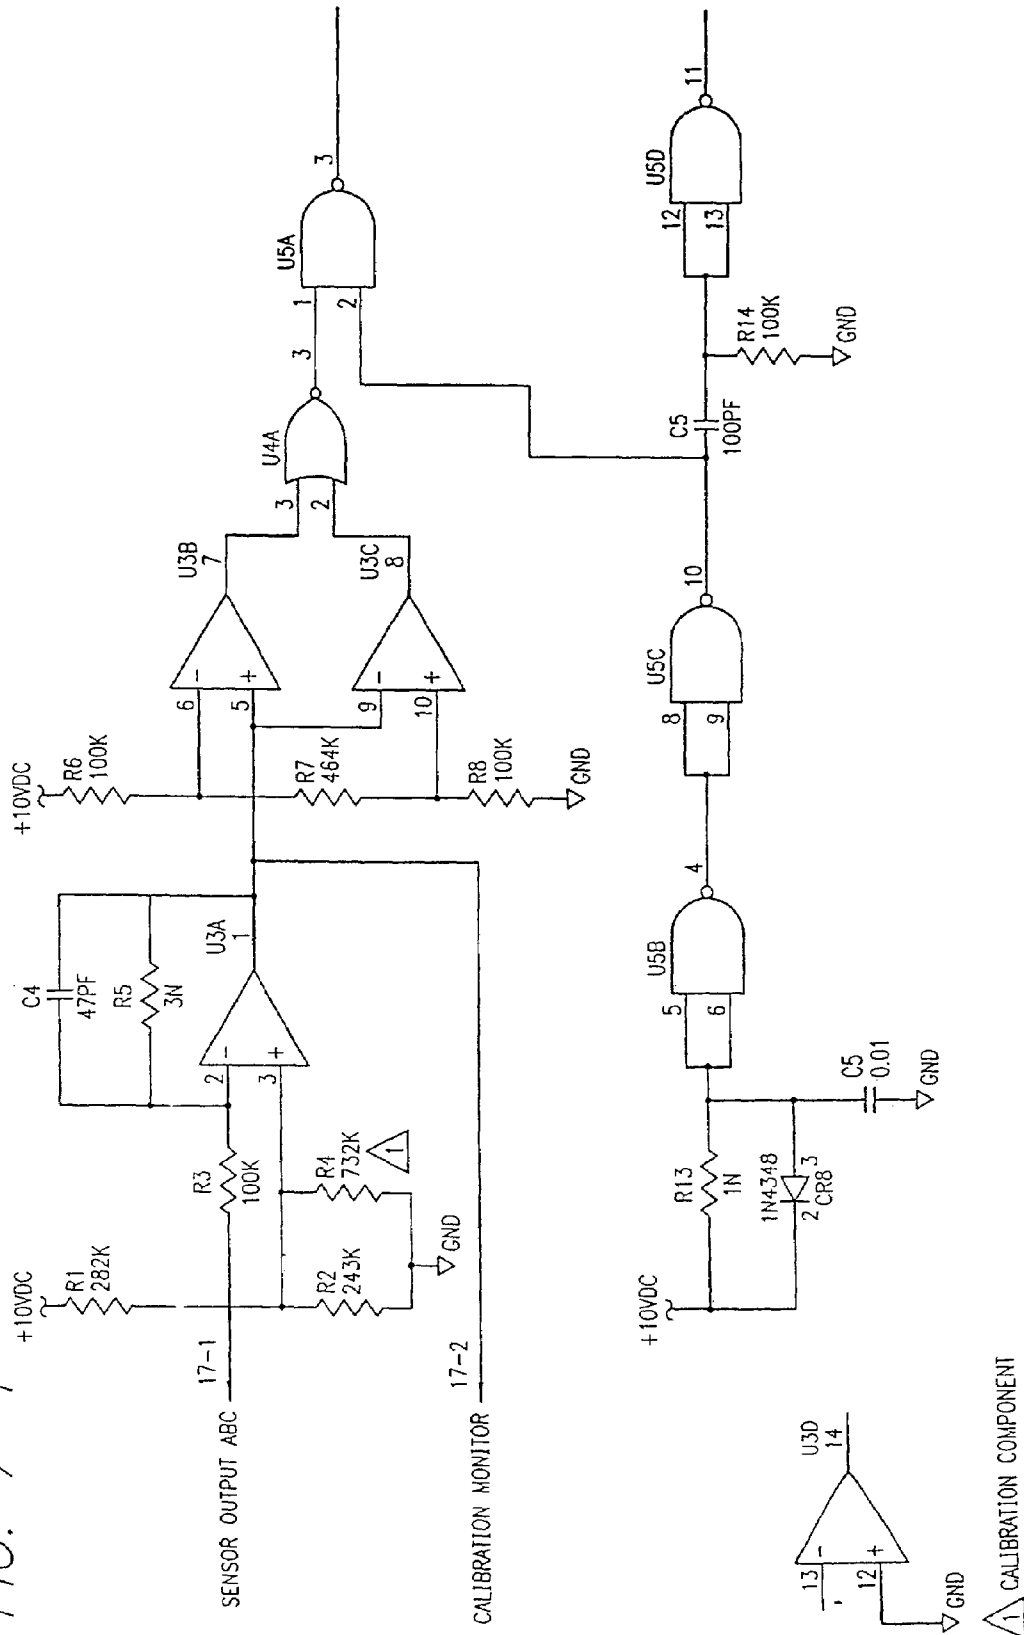 +10VDC
R1
282K
17-1
SENSOR OUTPUT ABC
R3
100K
R2
243K
R4
732K
1
GND
C4
47PF
R5
3N
2
-
3
+
U3A
1
17-2
CALIBRATION MONITOR
+10VDC
R6
100K
R7
464K
R8
100K
GND
6
-
5
+
U3B
7
9
-
10
+
U3C
8
3
2
U4A
3
1
2
U5A
3
+10VDC
R13
1N
1N4348
2
3
CR8
C5
0.01
GND
5
6
U5B
4
8
9
U5C
10
C5
100PF
R14
100K
GND
12
13
U5D
11
13
-
12
+
U3D
14
GND
1
CALIBRATION COMPONENT